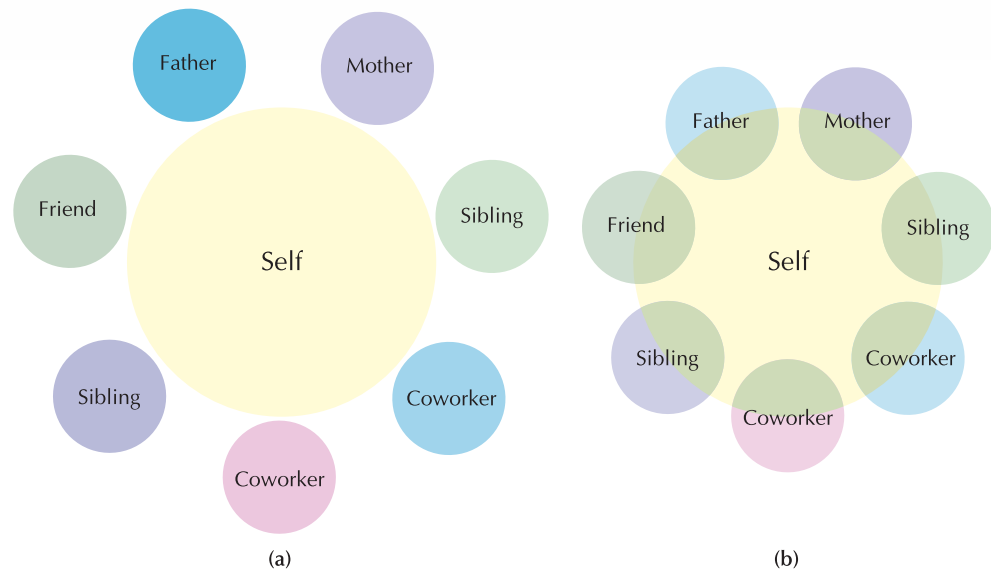 Father
Mother
Friend
Sibling
Self
Sibling
Coworker
Coworker
(a)
Father
Mother
Friend
Sibling
Self
Sibling
Coworker
Coworker
(b)